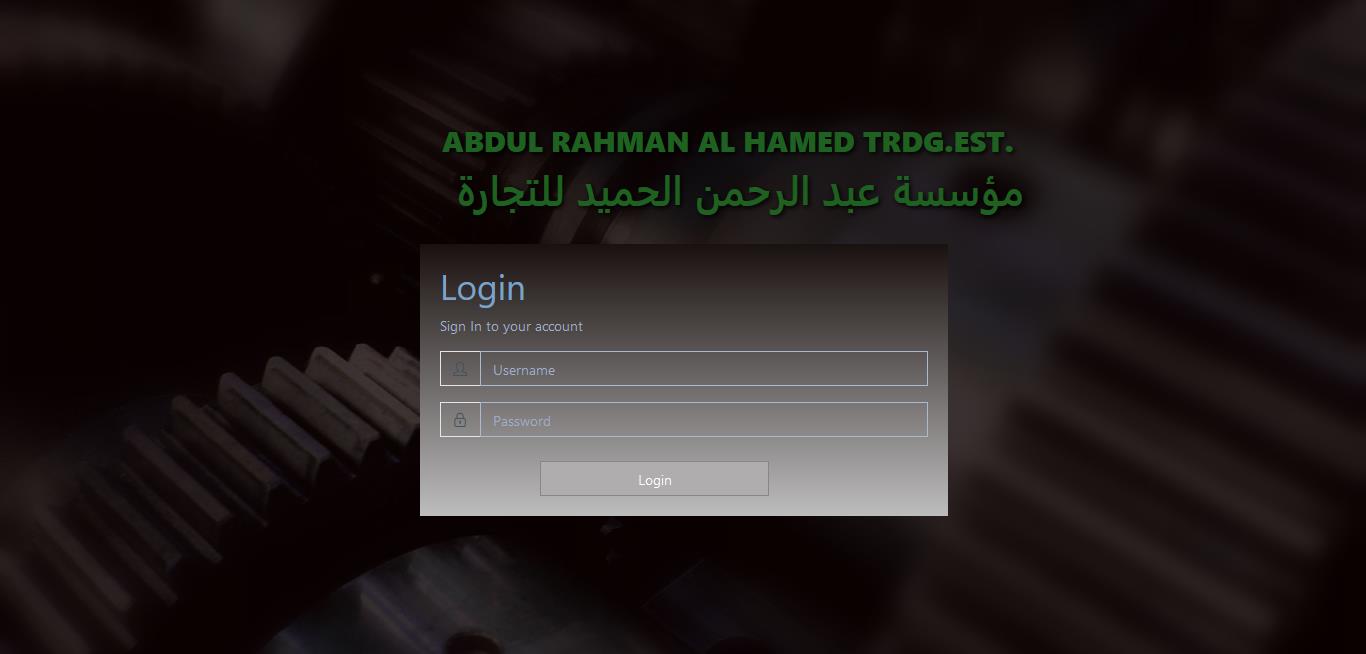 ABDUL RAHMAN AL HAMED TRDG.EST.
مؤسسة عبد الرحمن الحميد للتجارة
Login
Sign In to your account
Username
Password
Login